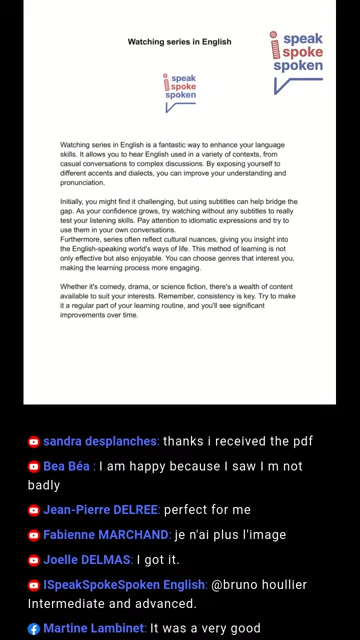 Watching series in English
i speak
spoke
spoken
i speak
spoke
spoken
Watching series in English is a fantastic way to enhance your language
skills. It allows you to hear English used in a variety of contexts, from
casual conversations to complex discussions. By exposing yourself to
different accents and dialects, you can improve your understanding and
pronunciation.
Initially, you might find it challenging, but using subtitles can help bridge the
gap. As your confidence grows, try watching without any subtitles to really
test your listening skills. Pay attention to idiomatic expressions and try to
use them in your own conversations.
Furthermore, series often reflect cultural nuances, giving you insight into
the English-speaking world's ways of life. This method of learning is not
only effective but also enjoyable. You can choose genres that interest you,
making the learning process more engaging.
Whether it's comedy, drama, or science fiction, there's a wealth of content
available to suit your interests. Remember, consistency is key. Try to make
it a regular part of your learning routine, and you'll see significant
improvements over time.
sandra desplanches: thanks i received the pdf
Bea Béa : I am happy because I saw I m not
badly
Jean-Pierre DELREE: perfect for me
Fabienne MARCHAND: je n'ai plus l'image
Joelle DELMAS: I got it.
ISpeakSpokeSpoken English: @bruno houllier
Intermediate and advanced.
Martine Lambinet: It was a very good